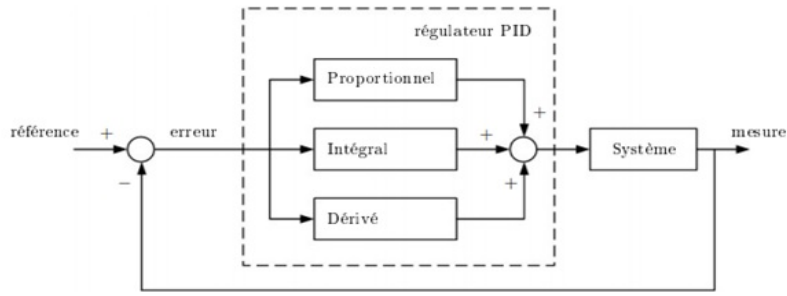 régulateur PID
Proportionnel
référence
+
erreur
+
+
Intégral
Système
mesure
−
+
Dérivé